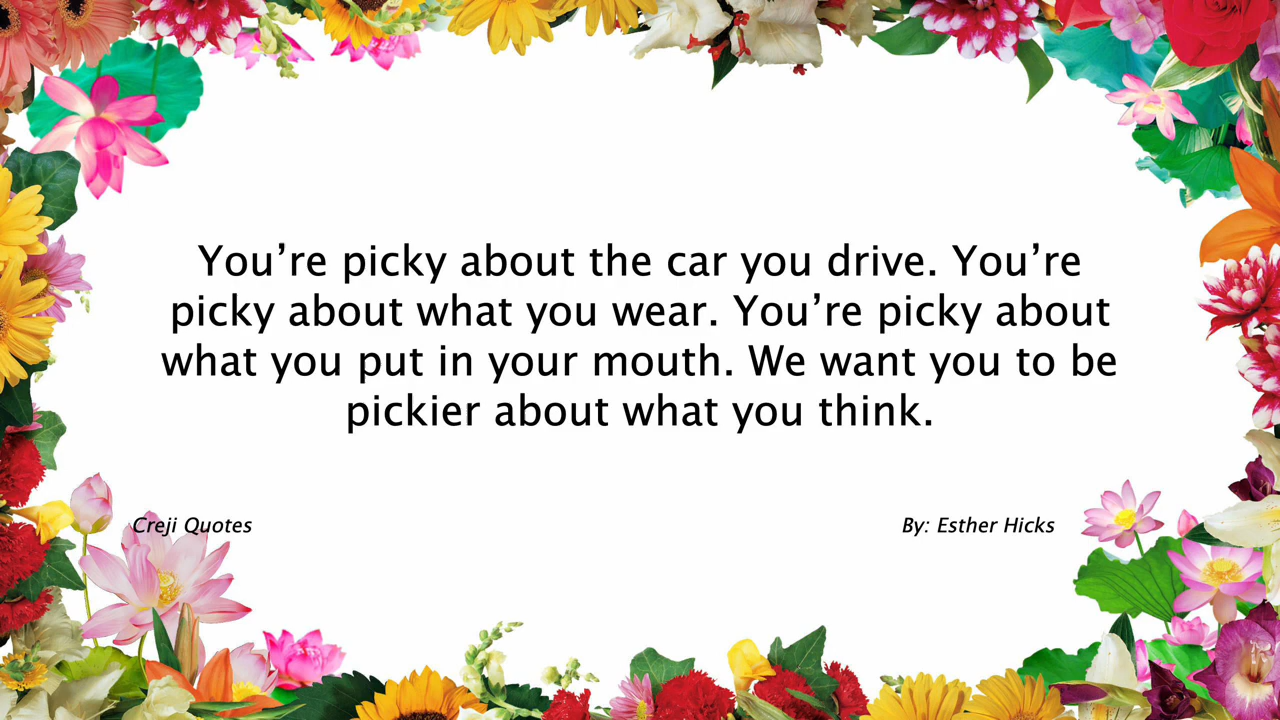 You’re picky about the car you drive. You’re
picky about what you wear. You’re picky about
what you put in your mouth. We want you to be
pickier about what you think.
Creji Quotes
By: Esther Hicks